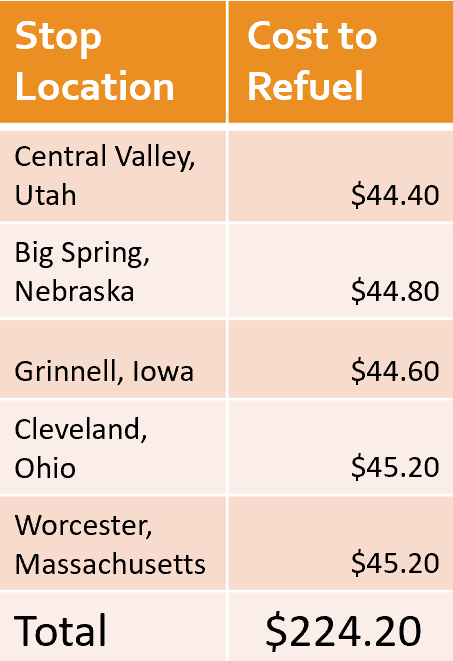 Stop
Location
Cost to
Refuel
Central Valley,
Utah
$44.40
Big Spring,
Nebraska
$44.80
Grinnell, Iowa
$44.60
Cleveland,
Ohio
$45.20
Worcester,
Massachusetts
$45.20
Total
$224.20